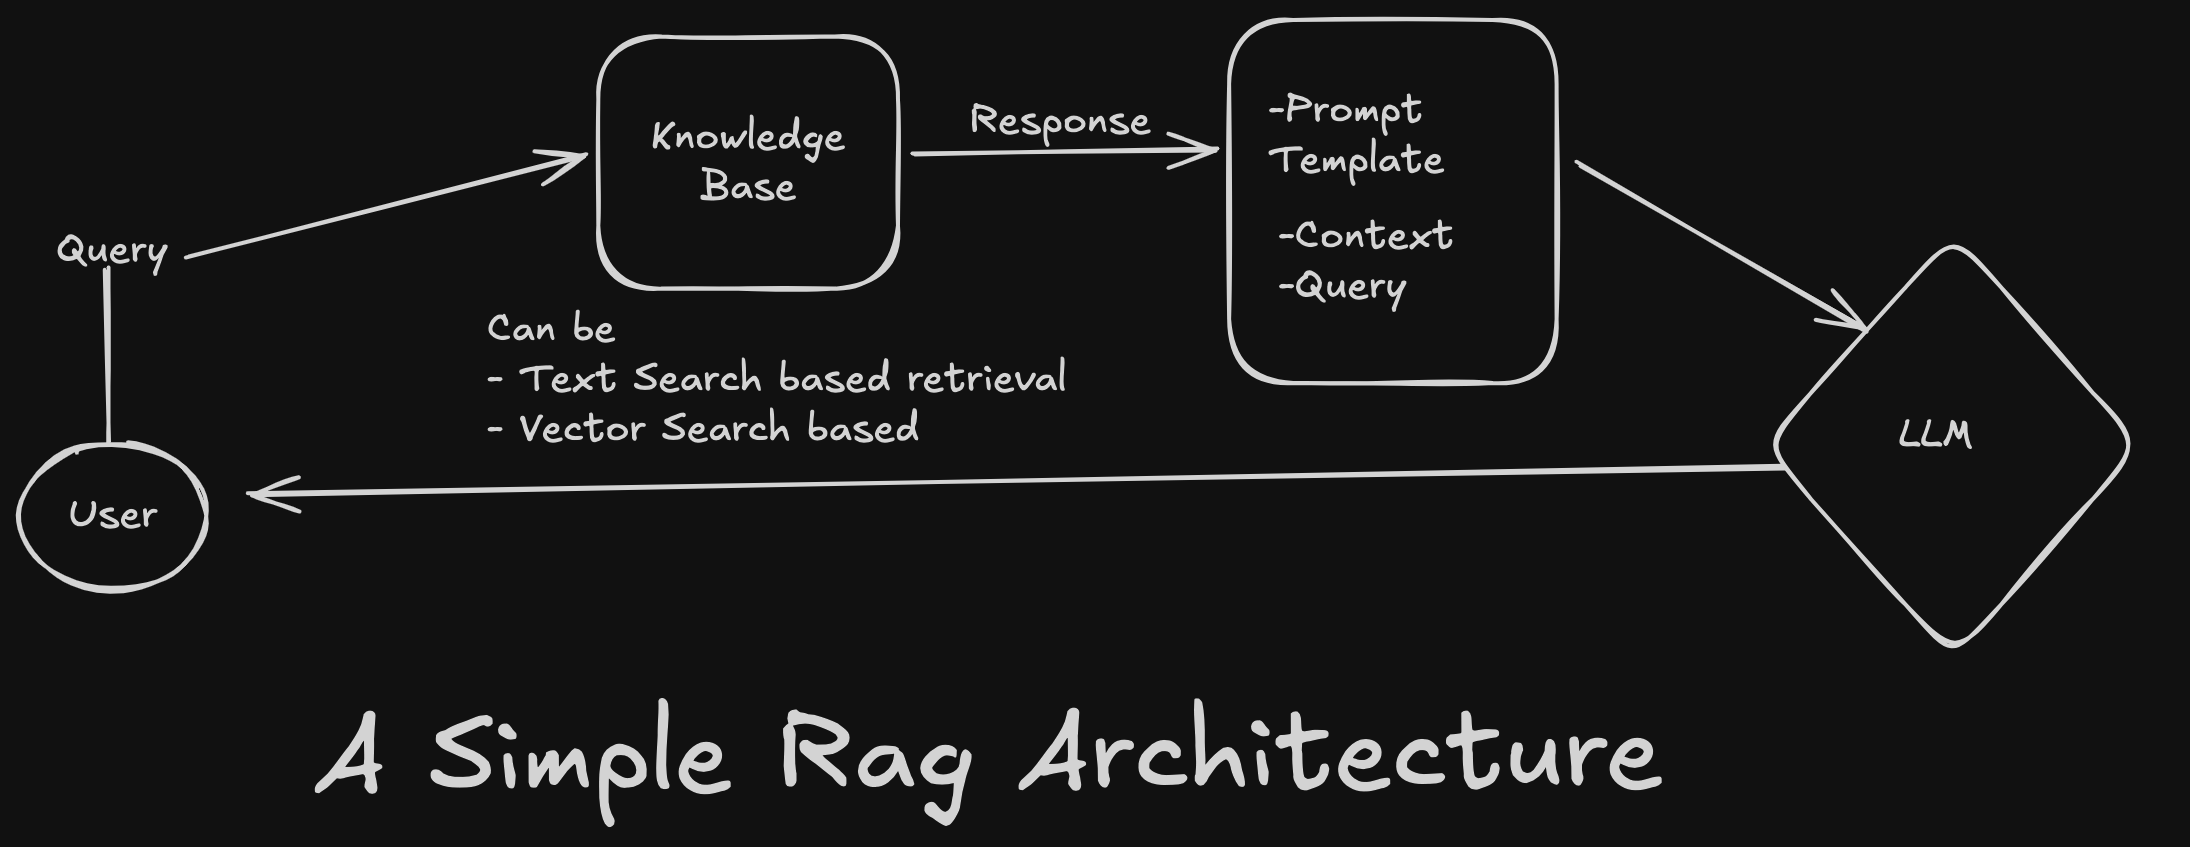 Knowledge
Base
Response
-Prompt
Template
-Context
-Query
Query
Can be
- Text Search based retrieval
- Vector Search based
LLM
User
A Simple Rag Architecture